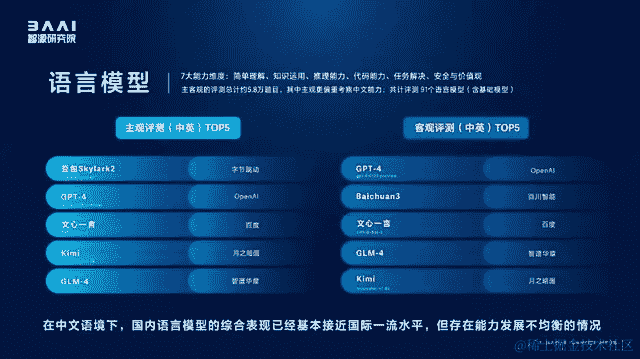 BAAI
智源研究院
语言模型
7大能力维度：简单理解、知识运用、推理能力、代码能力、任务解决、安全与价值观
主客观的评测总计约5.8万题目，其中主观更偏重考察中文能力；共计评测 91个语言模型（含基础模型）
主观评测（中英）TOP5
豆包Skylark2 字节跳动
GPT-4 OpenAI
文心一言 百度
Kimi 月之暗面
GLM-4 智谱华章
客观评测（中英）TOP5
GPT-4 OpenAI
Baichuan3 百川智能
文心一言 百度
GLM-4 智谱华章
Kimi 月之暗面
在中文语境下，国内语言模型的综合表现已经基本接近国际一流水平，但存在能力发展不均衡的情况
@稀土掘金技术社区